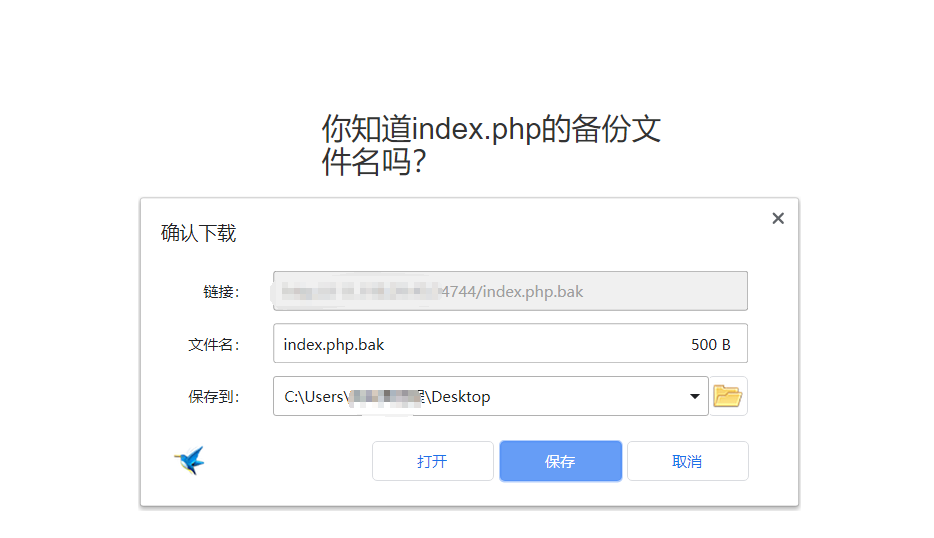 你知道index.php的备份文
件名吗？
确认下载
链接： 4744/index.php.bak
文件名： index.php.bak 500 B
保存到： C:\Users\ \Desktop
打开 保存 取消